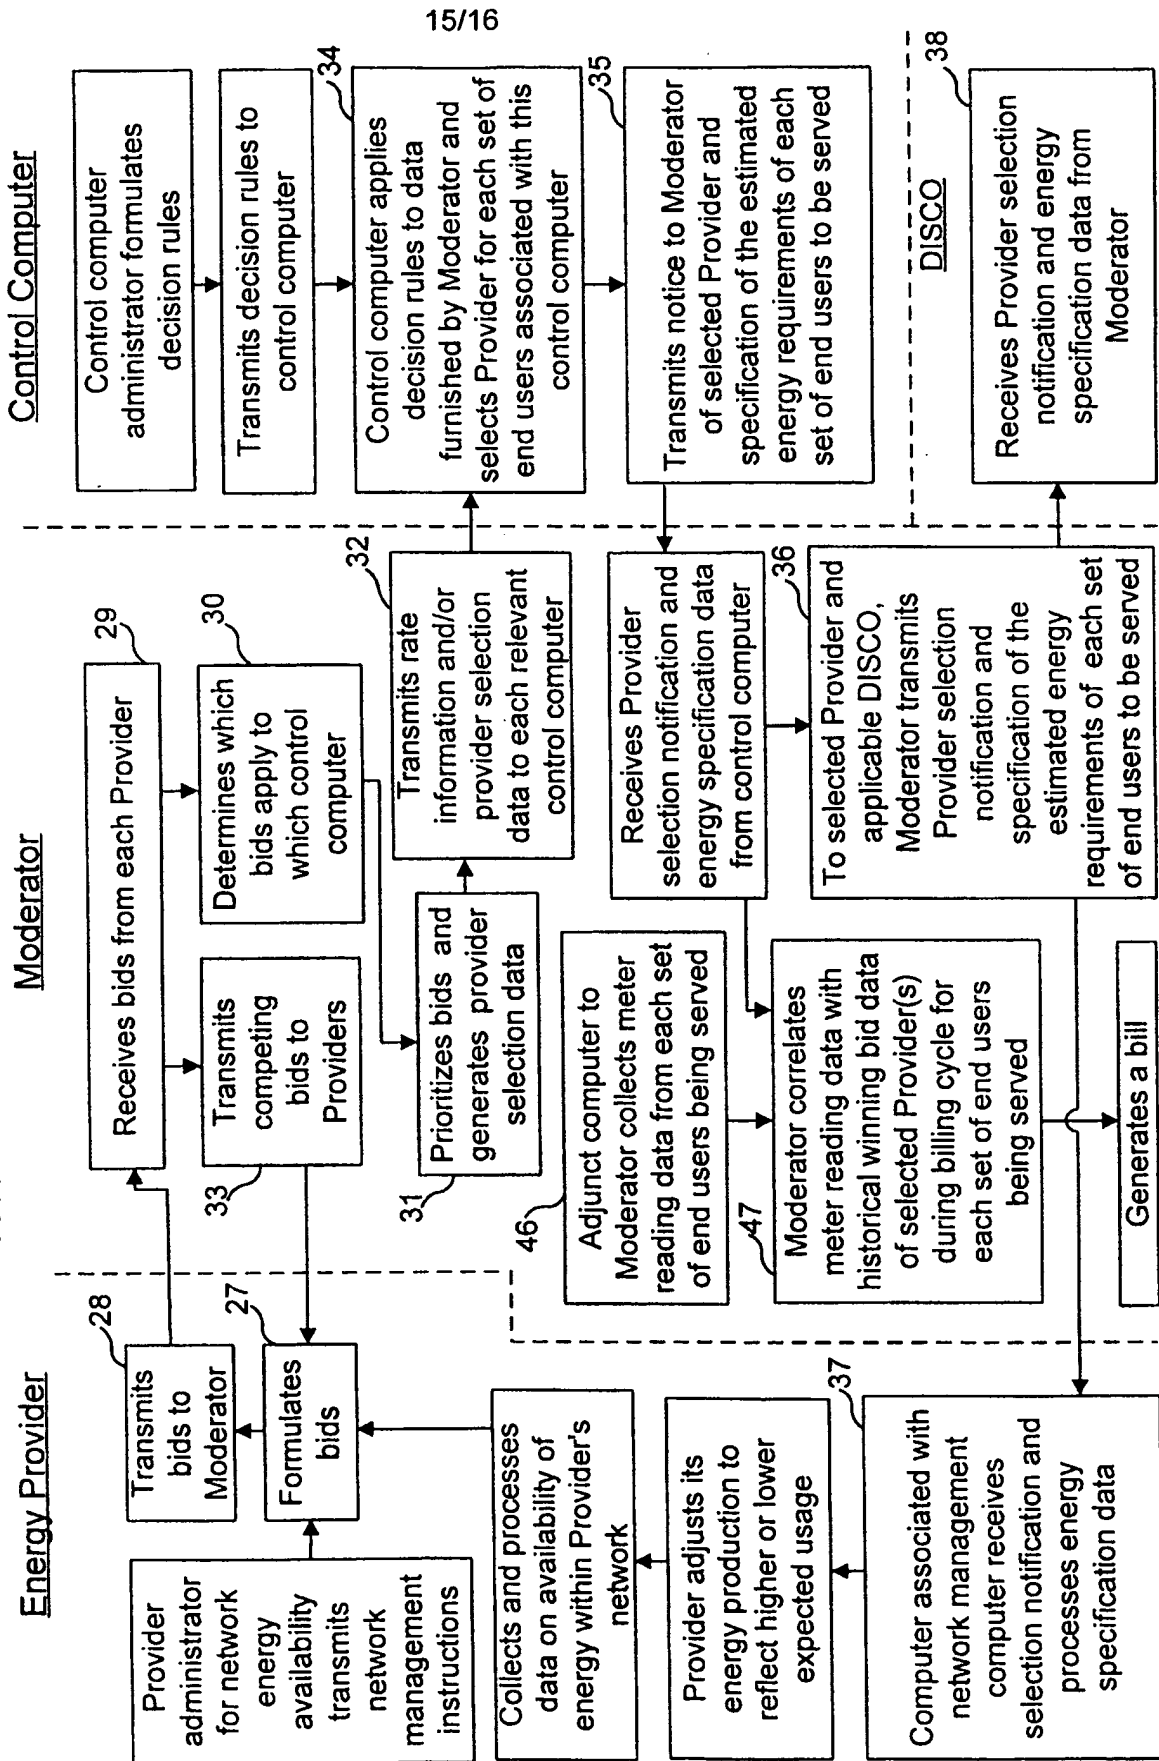 15/16
Energy Provider
Provider
administrator
for network
energy
availability
transmits
network
management
instructions
28
Transmits
bids to
Moderator
27
Formulates
bids
Collects and processes
data on availability of
energy within Provider's
network
Provider adjusts its
energy production to
reflect higher or lower
expected usage
37
Computer associated with
network management
computer receives
selection notification and
processes energy
specification data
Moderator
29
Receives bids from each Provider
33
Transmits
competing
bids to
Providers
30
Determines which
bids apply to
which control
computer
31
Prioritizes bids and
generates provider
selection data
32
Transmits rate
information and/or
provider selection
data to each relevant
control computer
46
Adjunct computer to
Moderator collects meter
reading data from each set
of end users being served
Receives Provider
selection notification and
energy specification data
from control computer
47
Moderator correlates
meter reading data with
historical winning bid data
of selected Provider(s)
during billing cycle for
each set of end users
being served
36
To selected Provider and
applicable DISCO,
Moderator transmits
Provider selection
notification and
specification of the
estimated energy
requirements of each set
of end users to be served
Generates a bill
Control Computer
Control computer
administrator formulates
decision rules
Transmits decision rules to
control computer
34
Control computer applies
decision rules to data
furnished by Moderator and
selects Provider for each set of
end users associated with this
control computer
35
Transmits notice to Moderator
of selected Provider and
specification of the estimated
energy requirements of each
set of end users to be served
DISCO
38
Receives Provider selection
notification and energy
specification data from
Moderator